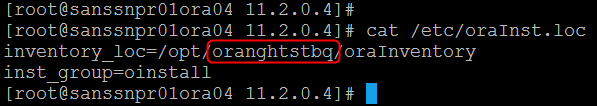 [root@sanssnpr01ora04 11.2.0.4]#
[root@sanssnpr01ora04 11.2.0.4]# cat /etc/oraInst.loc
inventory_loc=/opt/oranghtstbq/oraInventory
inst_group=oinstall
[root@sanssnpr01ora04 11.2.0.4]#